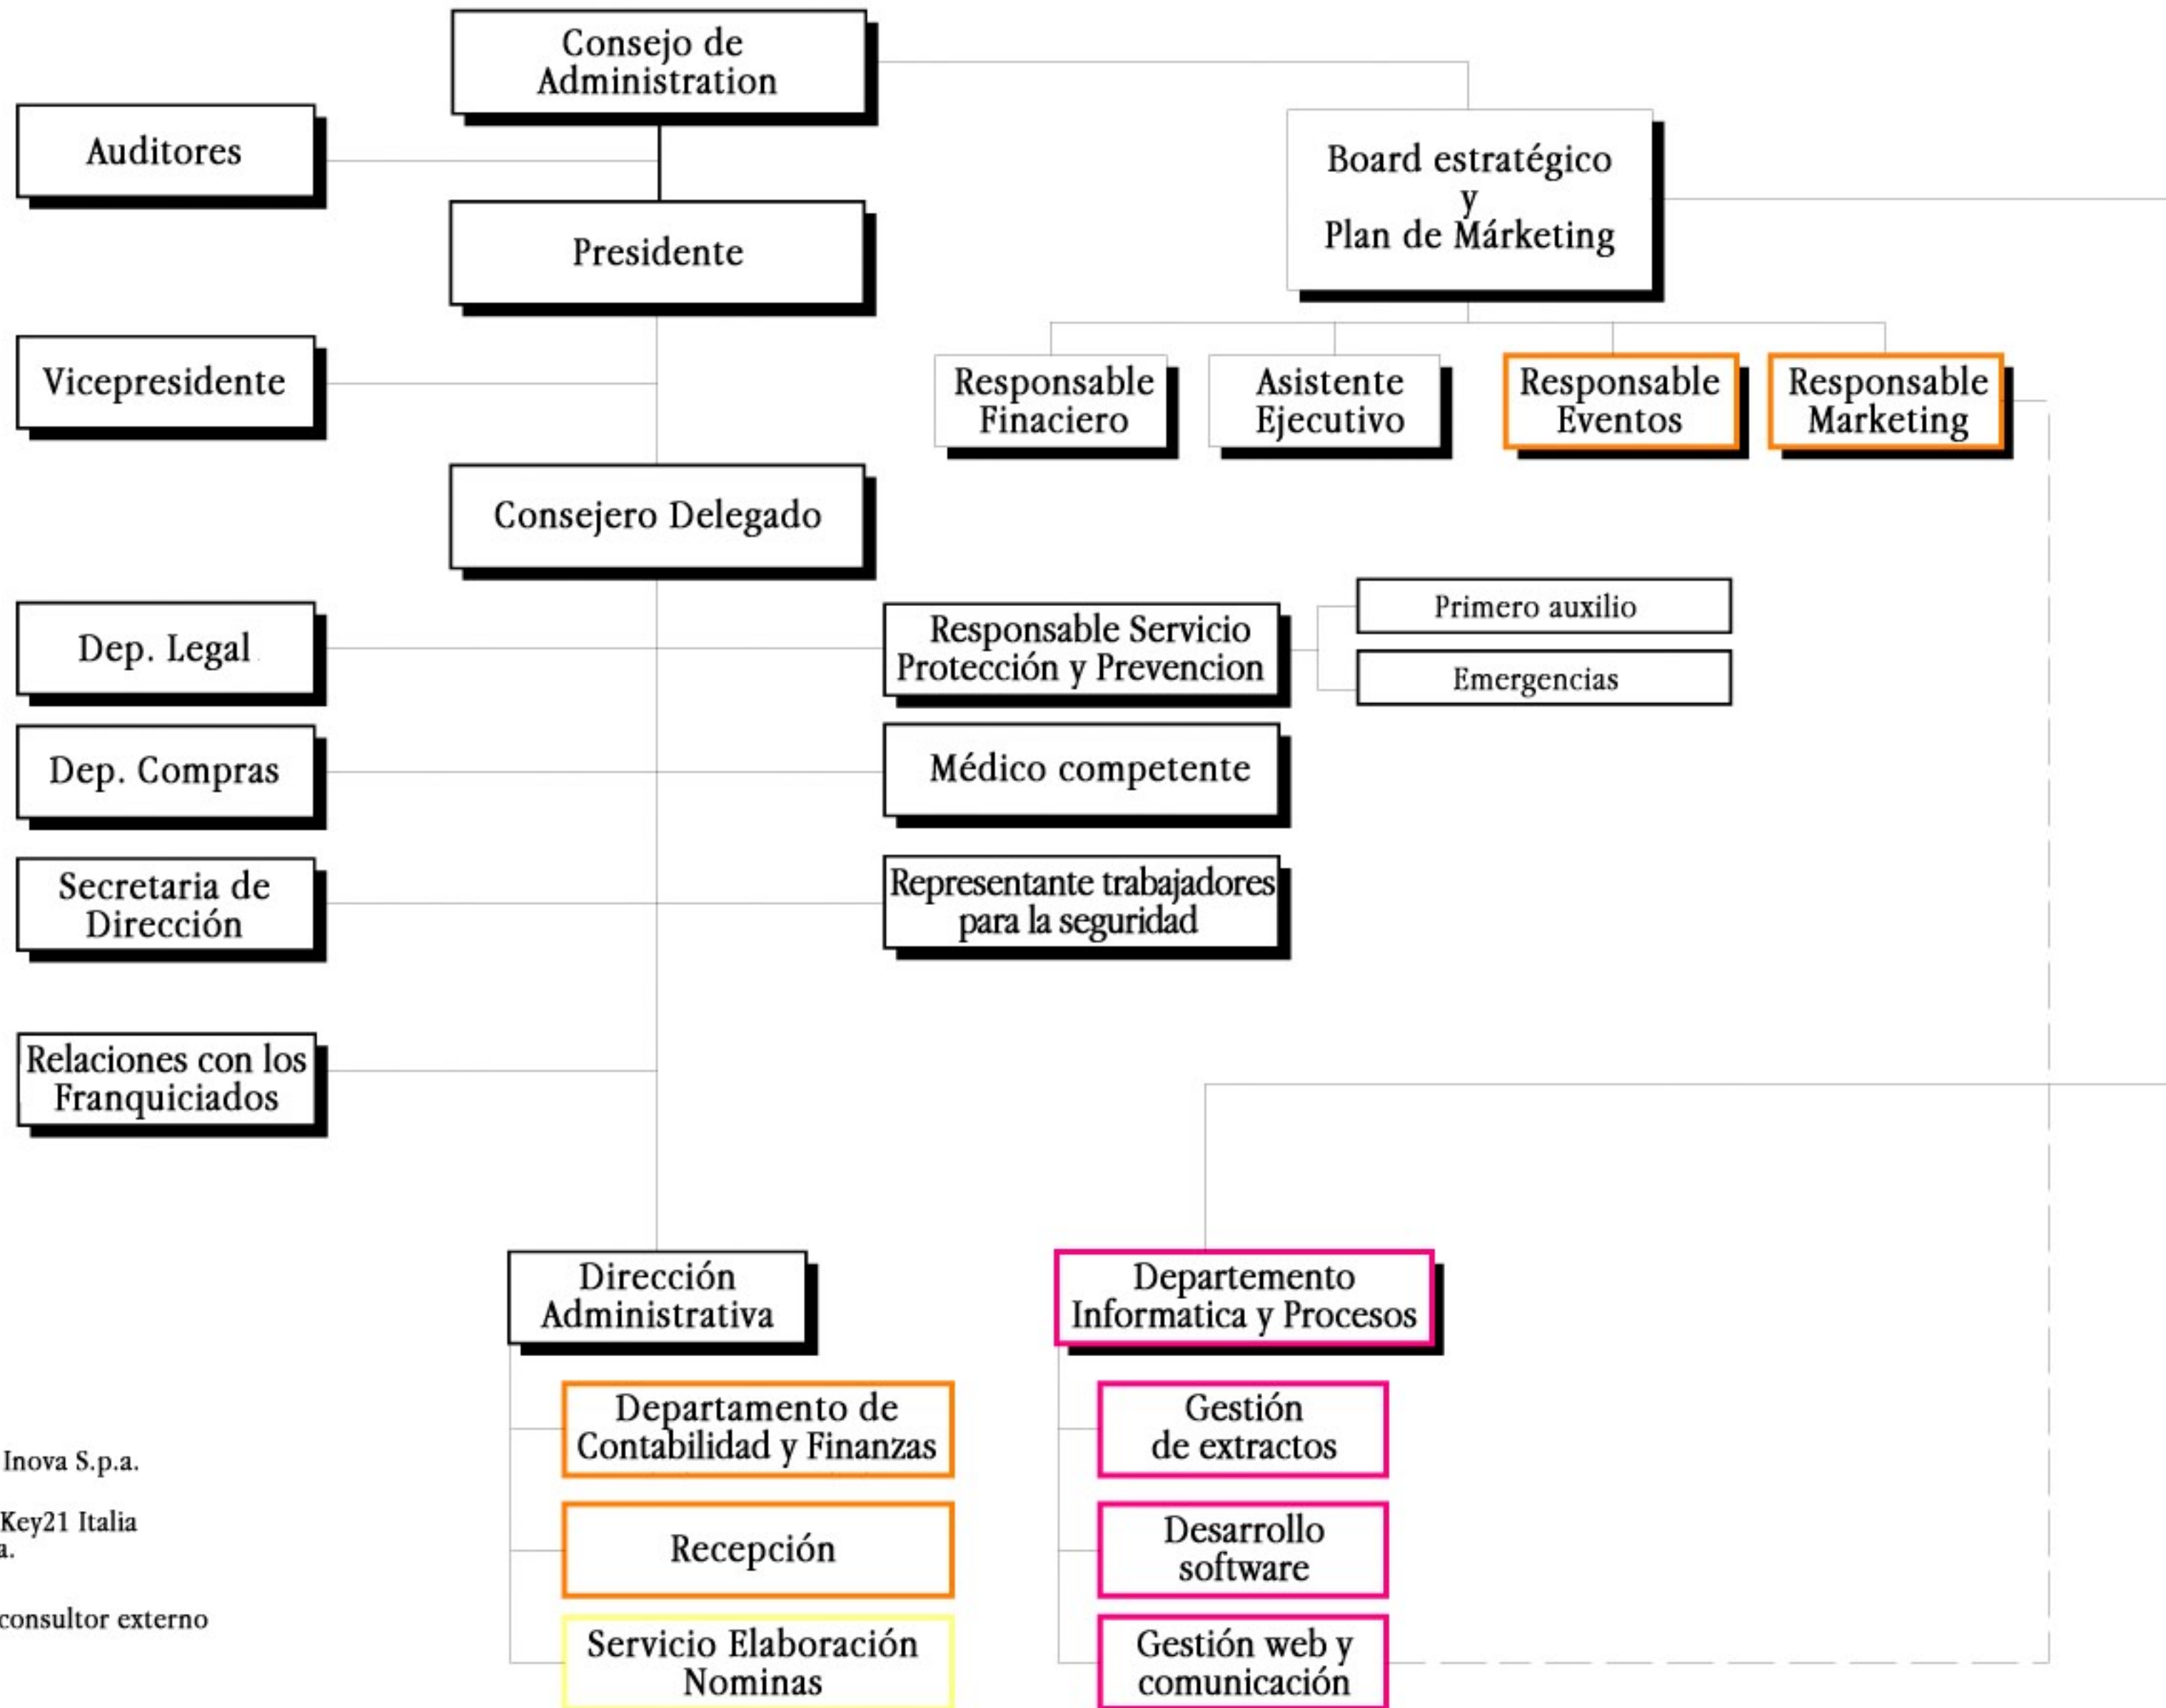 Consejo de
Administration
Auditores
Board estratégico
y
Plan de Márketing
Presidente
Vicepresidente
Responsable
Finaciero
Asistente
Ejecutivo
Responsable
Eventos
Responsable
Marketing
Consejero Delegado
Dep. Legal
Responsable Servicio
Protección y Prevencion
Primero auxilio
Emergencias
Dep. Compras
Médico competente
Secretaria de
Dirección
Representante trabajadores
para la seguridad
Relaciones con los
Franquiciados
Dirección
Administrativa
Departemento
Informatica y Procesos
Departamento de
Contabilidad y Finanzas
Gestión
de extractos
Recepción
Desarrollo
software
Servicio Elaboración
Nominas
Gestión web y
comunicación
Inova S.p.a.
Key21 Italia
a.
consultor externo